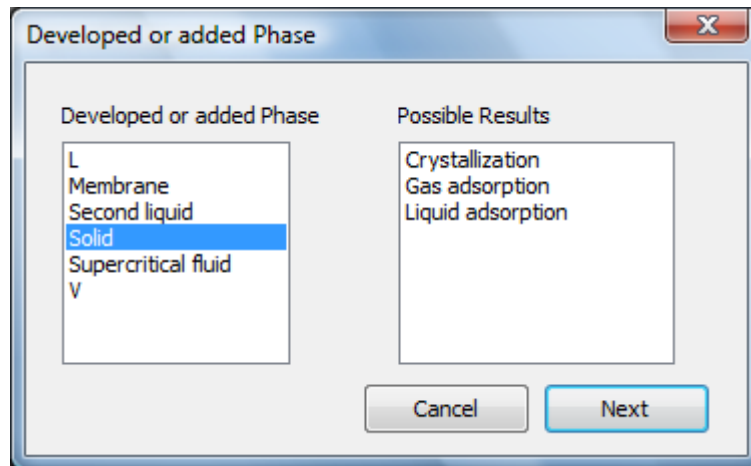 Developed or added Phase
Developed or added Phase
L
Membrane
Second liquid
Solid
Supercritical fluid
V
Possible Results
Crystallization
Gas adsorption
Liquid adsorption
Cancel
Next